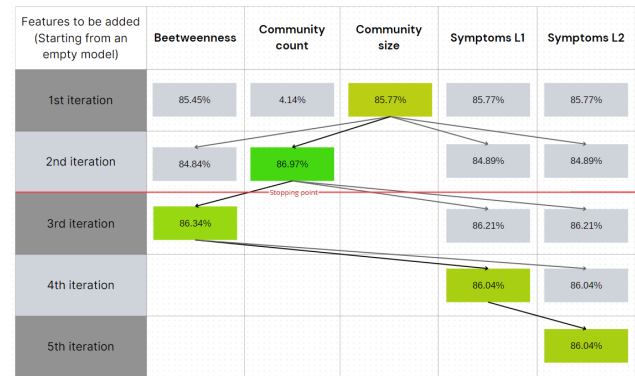 Features to be added
(Starting from an
empty model)
Beetweenness
Community
count
Community
size
Symptoms L1
Symptoms L2
1st iteration
85.45%
4.14%
85.77%
85.77%
85.77%
2nd iteration
84.84%
86.97%
84.89%
84.89%
Stopping point
3rd iteration
86.34%
86.21%
86.21%
4th iteration
86.04%
86.04%
5th iteration
86.04%